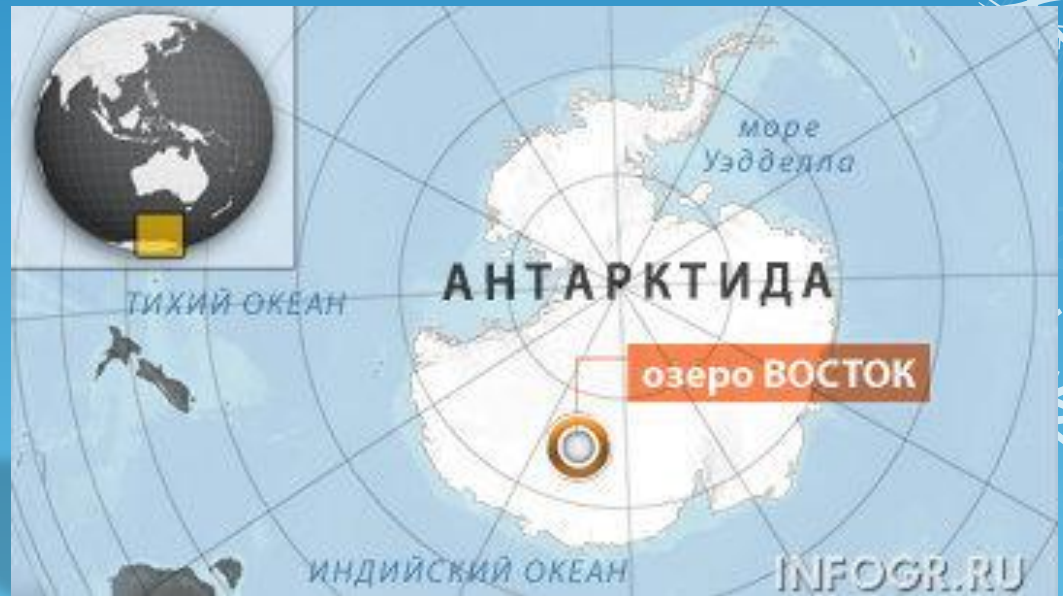 море
Уэдделла
АНТАРКТИДА
ТИХИЙ ОКЕАН
озеро ВОСТОК
ИНДИЙСКИЙ ОКЕАН
INFOGR.RU